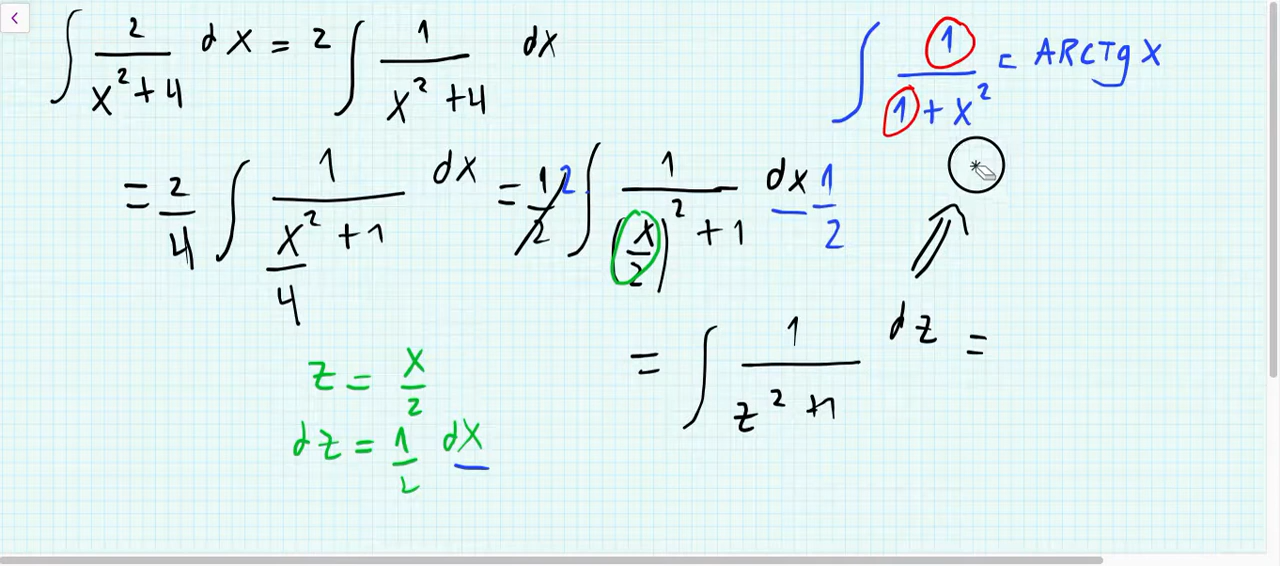 ∫ 2/(x² + 4) dx = 2 ∫ 1/(x² + 4) dx
∫ 1/(1 + x²) = ARCTg x
= 2/4 ∫ 1/(x²/4 + 1) dx = 1/2 2 ∫ 1/((x/2)² + 1) dx 1/2
= ∫ 1/(z² + 1) dz =
z = x/2
dz = 1/2 dx